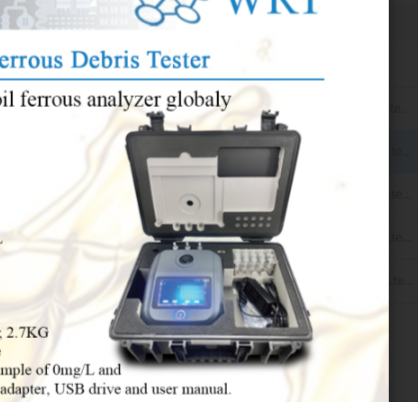 WRT
errous Debris Tester
oil ferrous analyzer globaly
; 2.7KG
mple of 0mg/L and
adapter, USB drive and user manual.